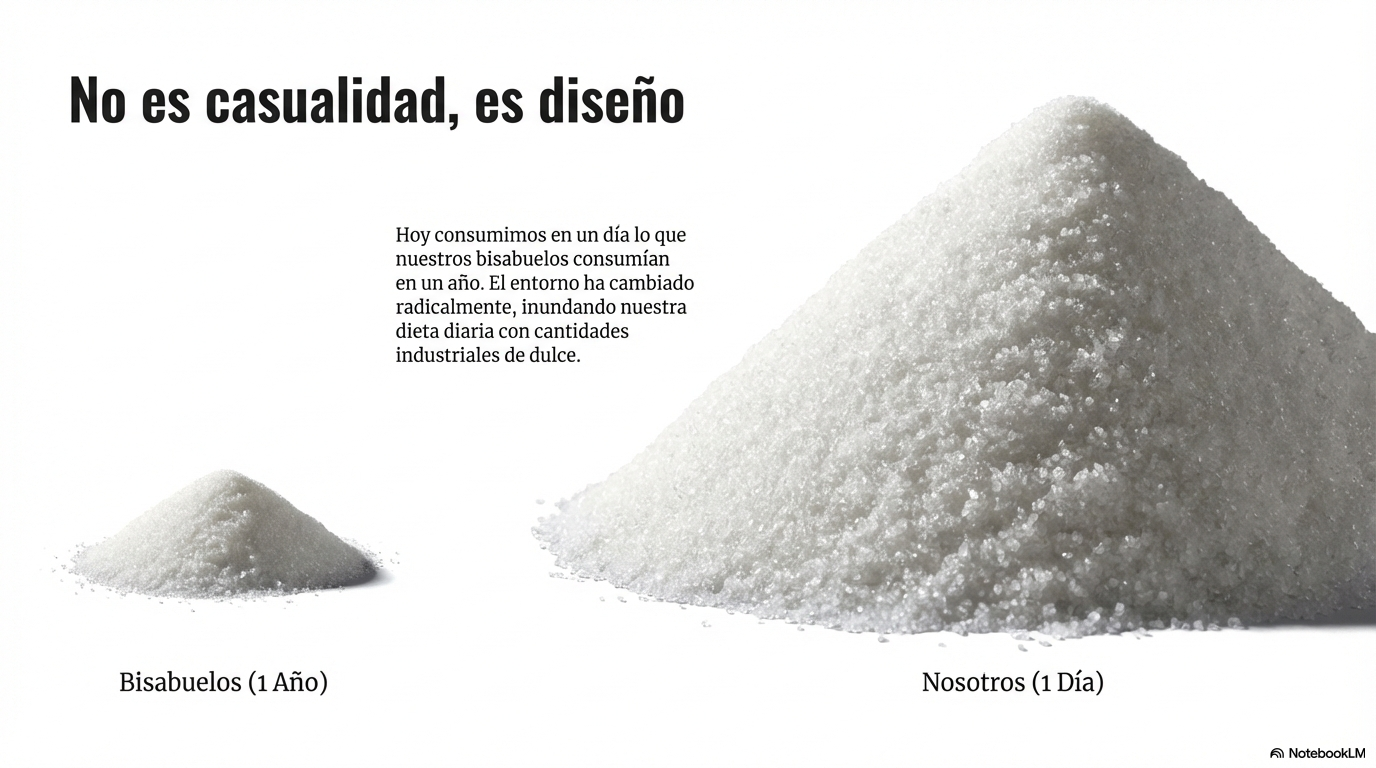 No es casualidad, es diseño
Hoy consumimos en un día lo que
nuestros bisabuelos consumían
en un año. El entorno ha cambiado
radicalmente, inundando nuestra
dieta diaria con cantidades
industriales de dulce.
Bisabuelos (1 Año)
Nosotros (1 Día)
NotebookLM